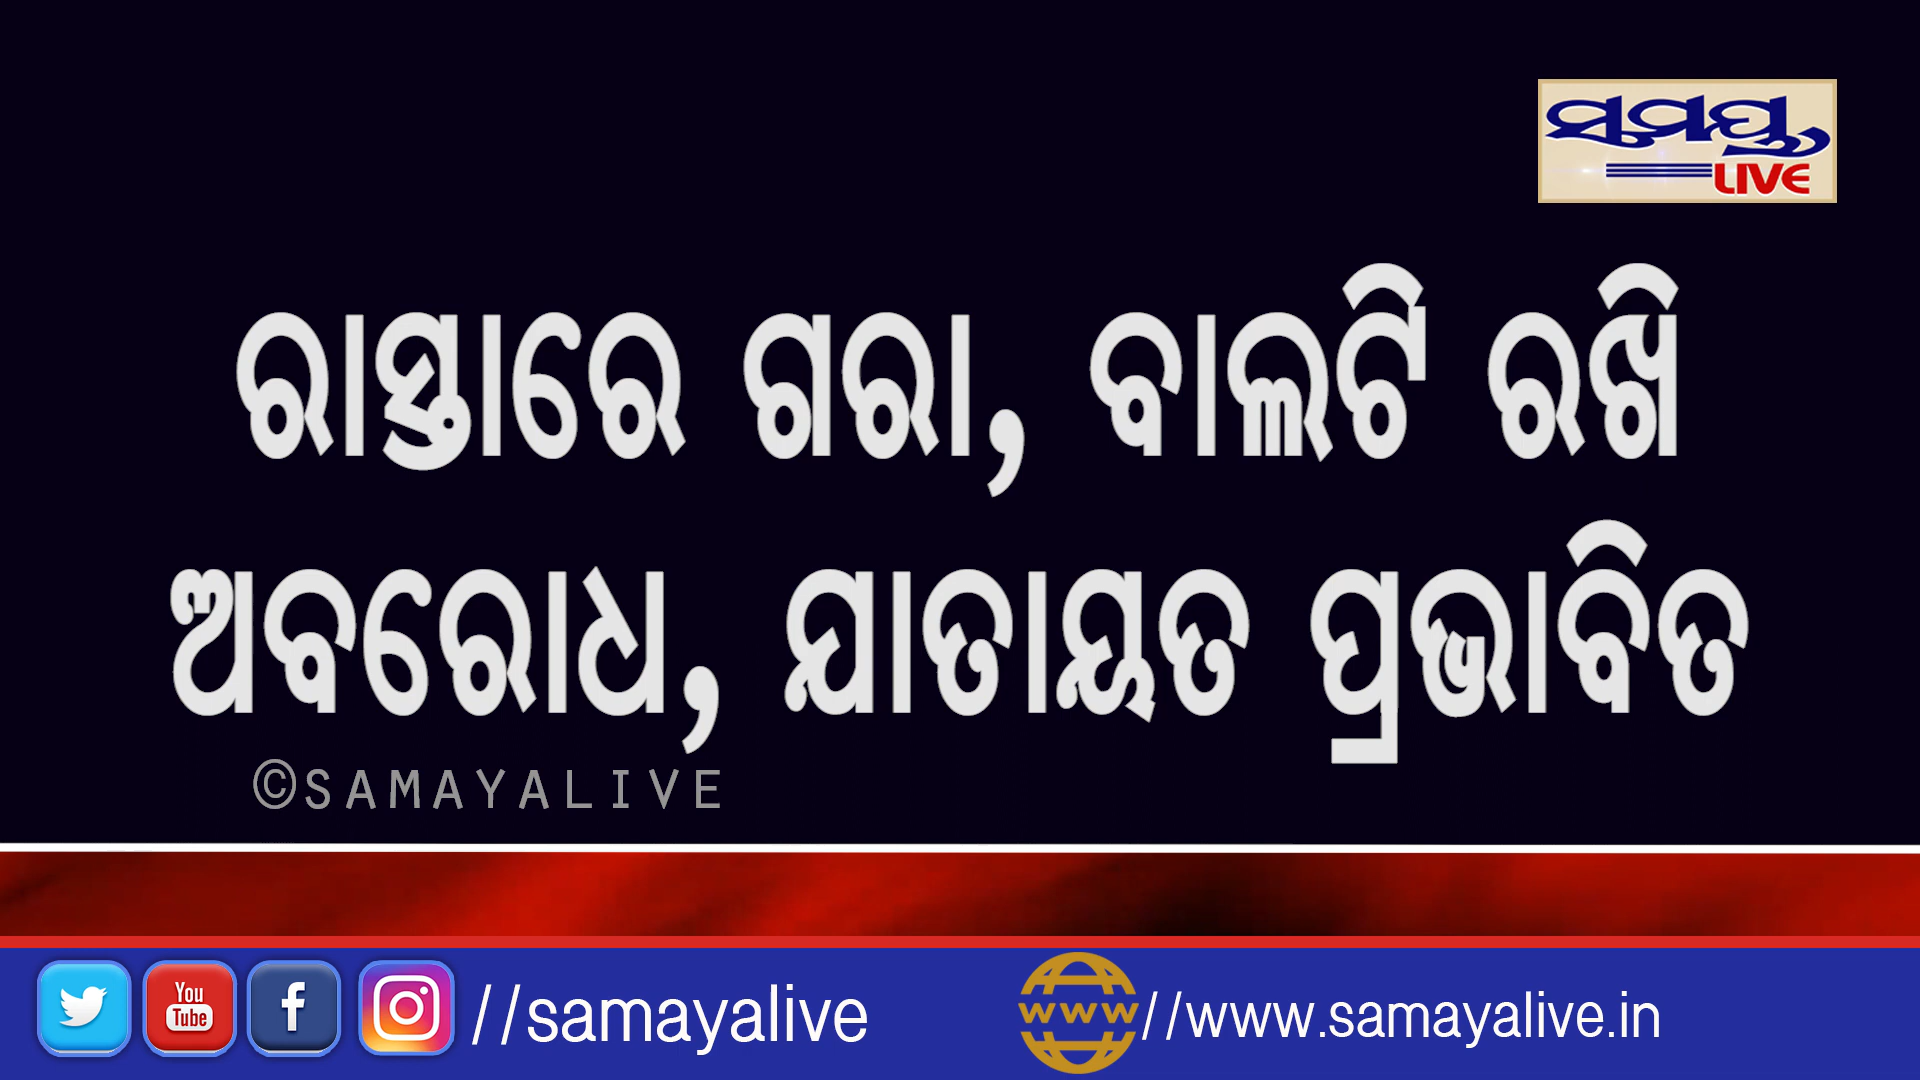 ସମୟ
LIVE
ରାସ୍ତାରେ ଗରା, ବାଲଟି ରଖି
ଅବରୋଧ, ଯାତାୟତ ପ୍ରଭାବିତ
©SAMAYALIVE
You
Tube
//samayalive
www//www.samayalive.in